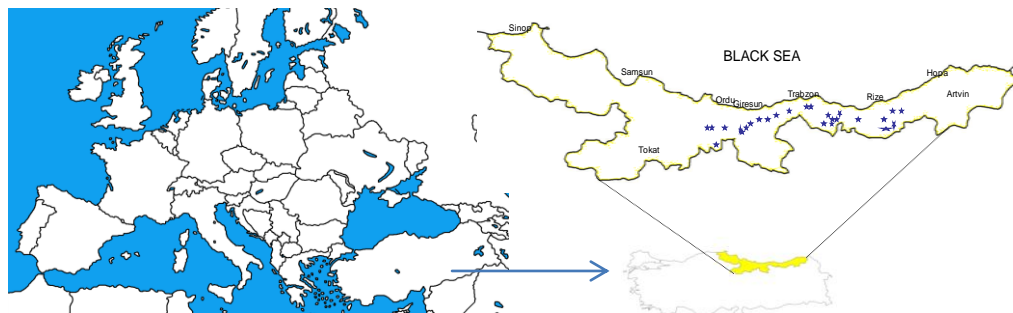 Sinop
BLACK SEA
Samsun
Hopa
Trabzon
Rize
Artvin
Ordu
Giresun
Tokat